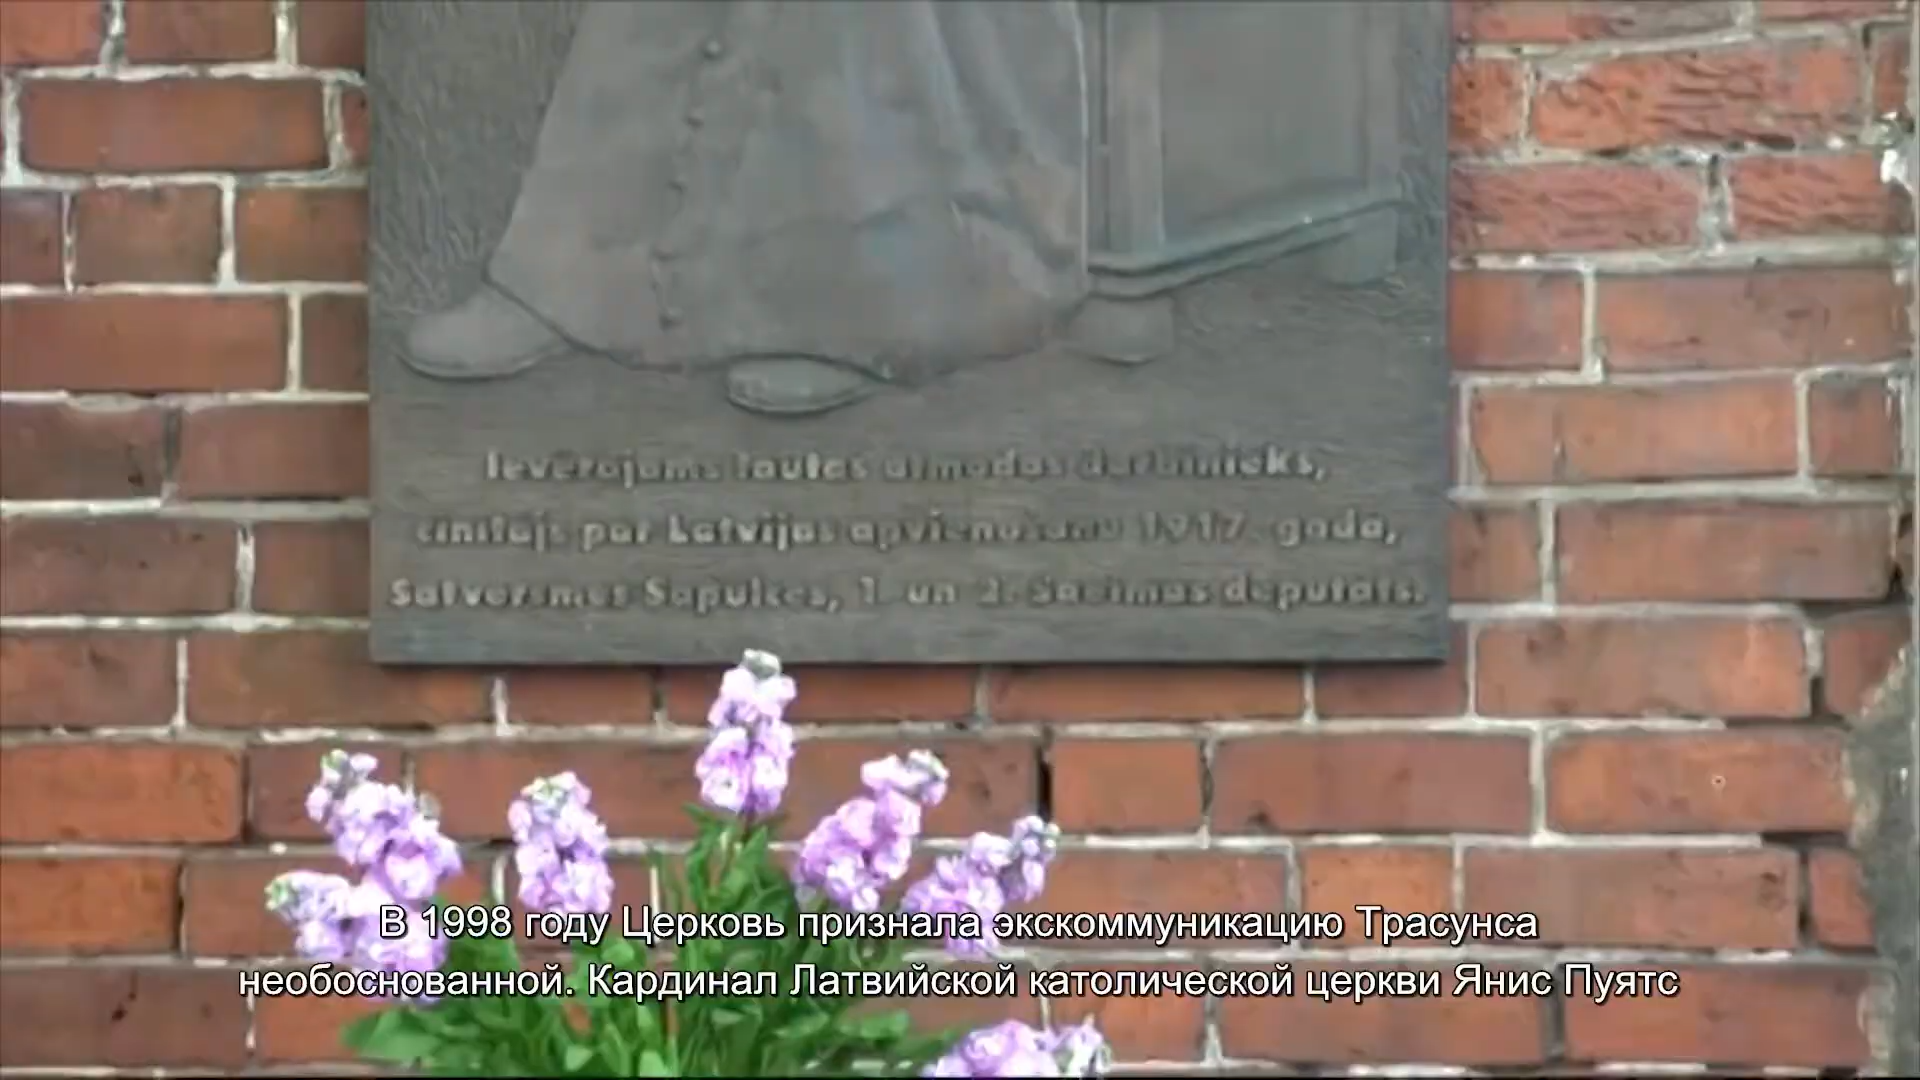 Ievērojams tautas atmodas darbinieks,
cīnītājs par Latvijas apvienošanu 1917. gadā,
Satversmes Sapulces, 1. un 2. Saeimas deputāts.
В 1998 году Церковь признала экскоммуникацию Трасунса
необоснованной. Кардинал Латвийской католической церкви Янис Пуятс